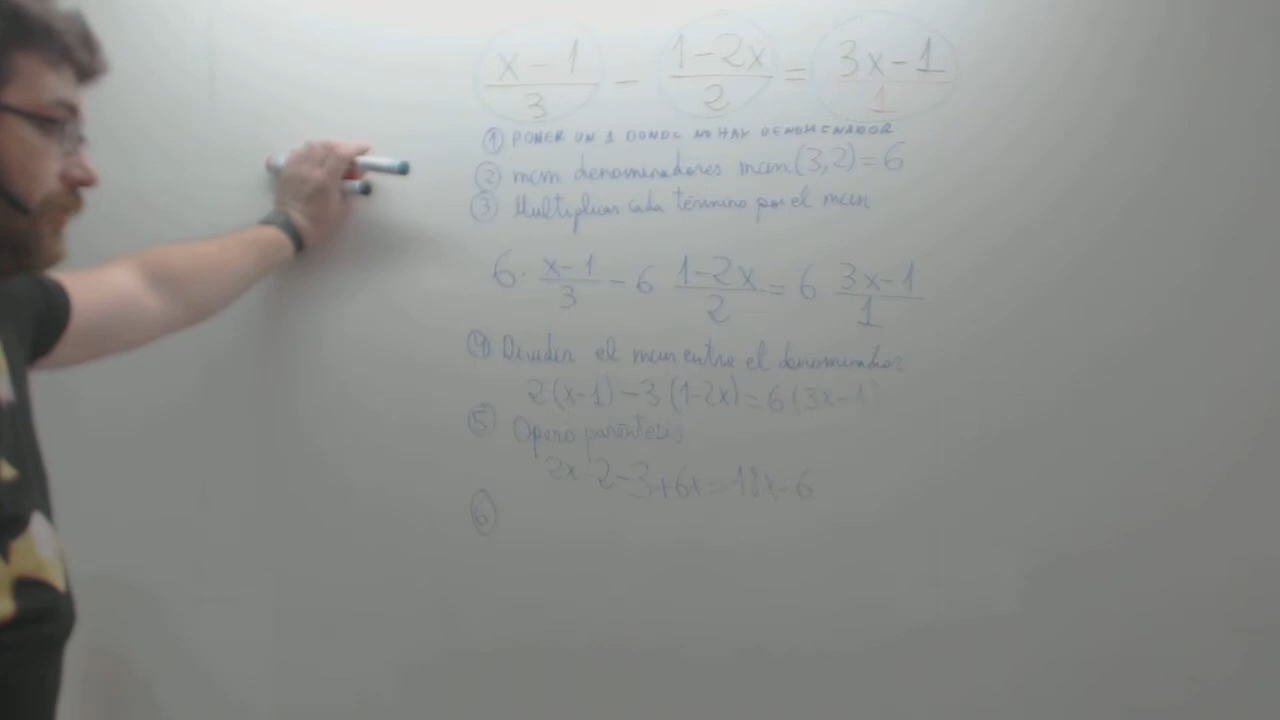 x-1/3 - 1-2x/2 = 3x-1/1
① PONER UN 1 DONDE NO HAY DENOMINADOR
② mcm denominadores mcm(3,2)=6
③ Multiplicar cada término por el mcm
6· x-1/3 - 6 1-2x/2 = 6 3x-1/1
④ Dividir el mcm entre el denominador
2(x-1)-3(1-2x)=6(3x-1)
⑤ Opero paréntesis
2x-2-3+6x=18x-6
⑥